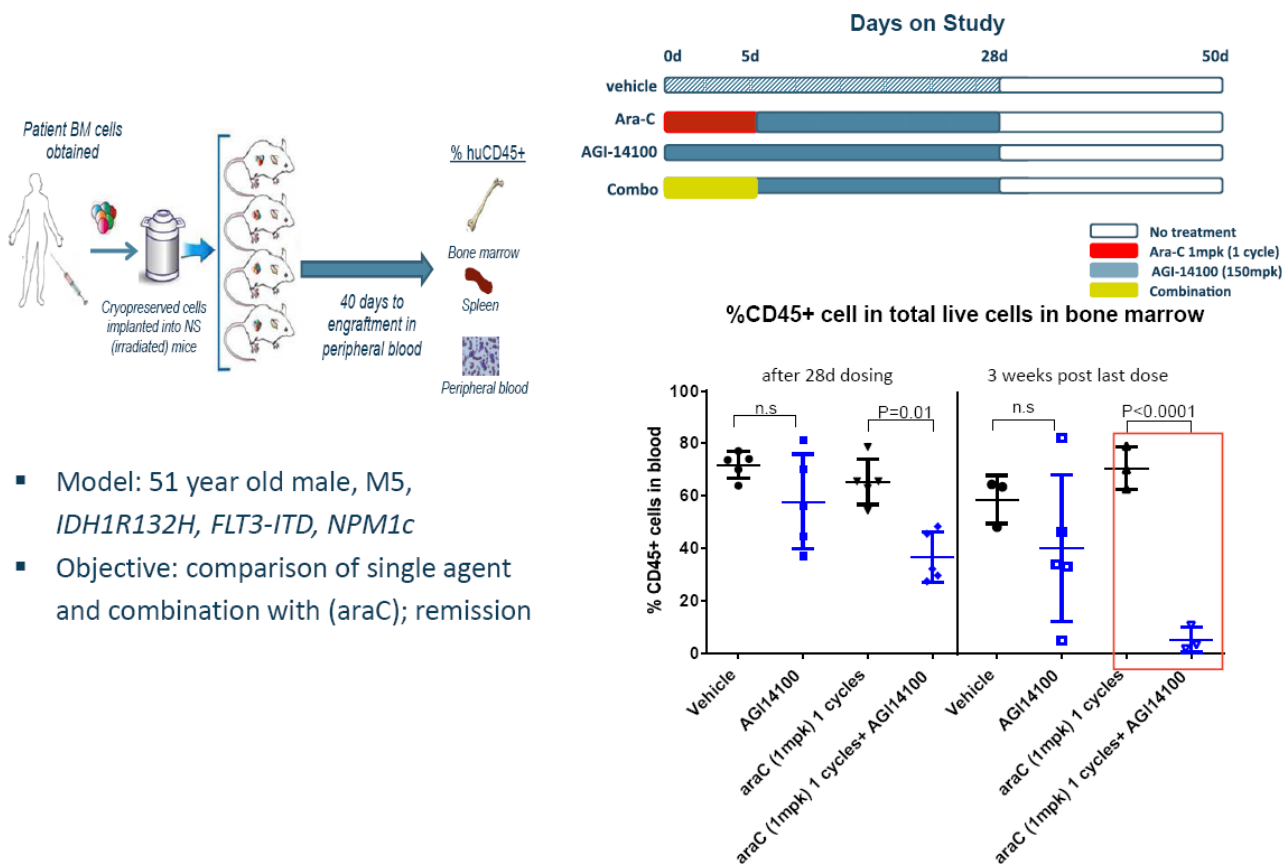 Patient BM cells
obtained
Cryopreserved cells
implanted into NS
(irradiated) mice
40 days to
engraftment in
peripheral blood
% huCD45+
Bone marrow
Spleen
Peripheral blood
▪ Model: 51 year old male, M5,
IDH1R132H, FLT3-ITD, NPM1c
▪ Objective: comparison of single agent
and combination with (araC); remission
Days on Study
0d 5d 28d 50d
vehicle
Ara-C
AGI-14100
Combo
No treatment
Ara-C 1mpk (1 cycle)
AGI-14100 (150mpk)
Combination
%CD45+ cell in total live cells in bone marrow
after 28d dosing
3 weeks post last dose
n.s
P=0.01
n.s
P<0.0001
% CD45+ cells in blood
100
80
60
40
20
0
Vehicle
AGI14100
araC (1mpk) 1 cycles
araC (1mpk) 1 cycles+ AGI14100
Vehicle
AGI14100
araC (1mpk) 1 cycles
araC (1mpk) 1 cycles+ AGI14100